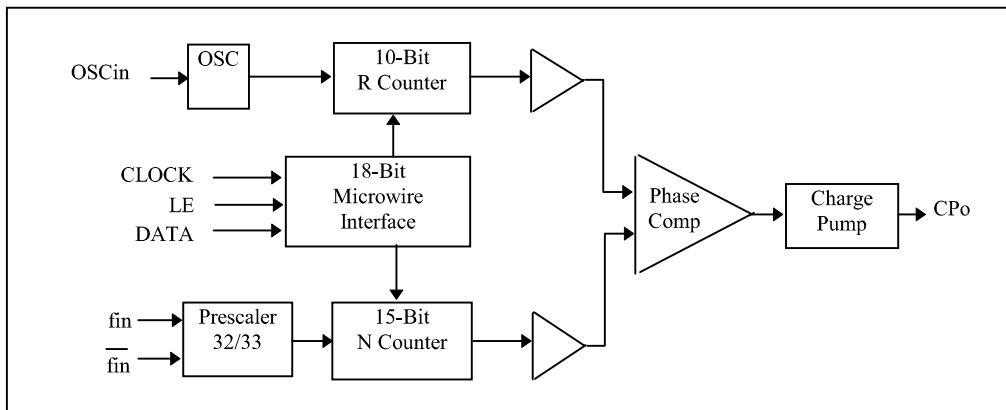 OSCin
OSC
10-Bit
R Counter
CLOCK
LE
DATA
18-Bit
Microwire
Interface
Phase
Comp
Charge
Pump
CPo
fin
fin
Prescaler
32/33
15-Bit
N Counter